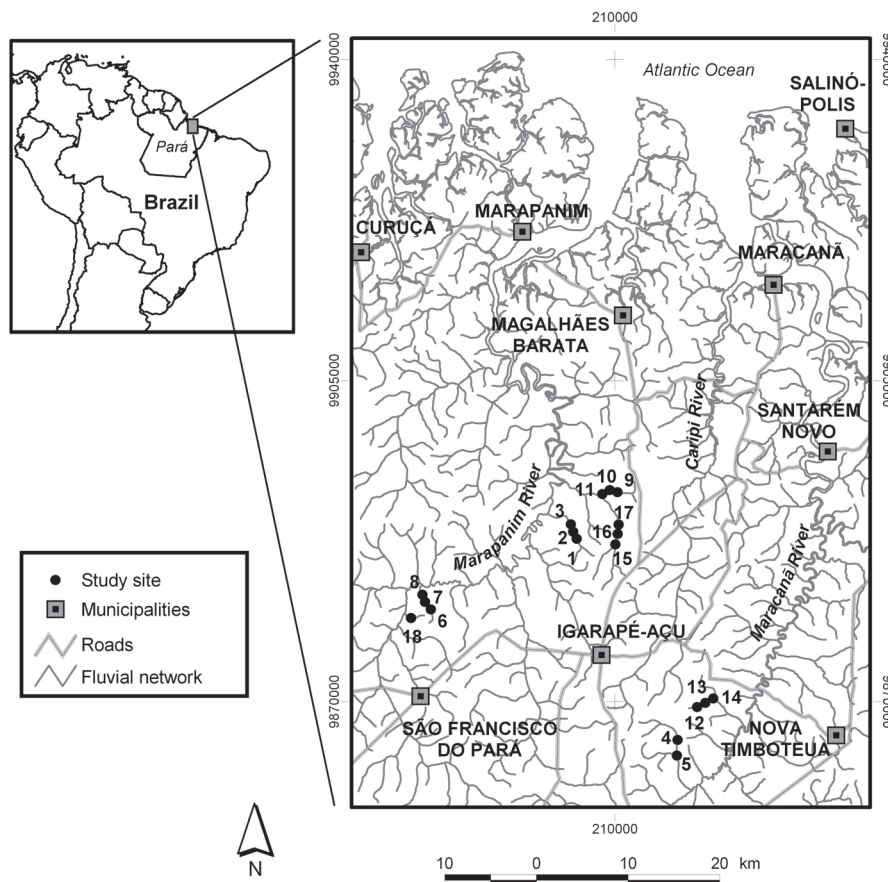 210000
9940000
9940000
Atlantic Ocean
SALINÓ-
POLIS
Pará
Brazil
MARAPANIM
CURUÇÁ
MARACANÃ
MAGALHÃES
BARATA
9905000
9905000
Caripi River
SANTARÉM
NOVO
10
9
11
Marapanim River
3
17
2
16
1
15
Maracanã River
Study site
Municipalities
Roads
Fluvial network
8
7
6
18
IGARAPÉ-AÇU
9870000
9870000
13
14
12
SÃO FRANCISCO
DO PARÁ
4
NOVA
TIMBOTEUA
5
210000
N
10 0 10 20 km